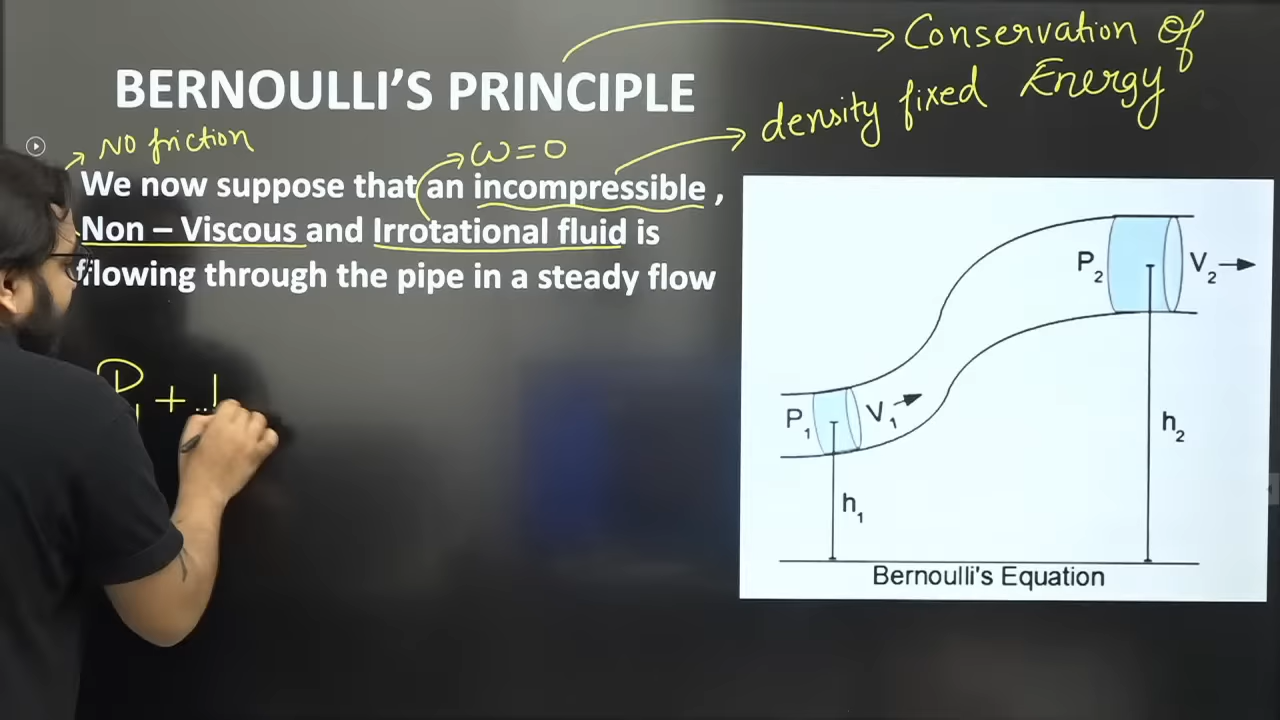 Conservation of
Energy
BERNOULLI'S PRINCIPLE
density fixed
No friction
ω = 0
We now suppose that an incompressible ,
Non – Viscous and Irrotational fluid is
flowing through the pipe in a steady flow
P₂
V₂
P₁
V₁
h₂
h₁
Bernoulli's Equation
P₁ +